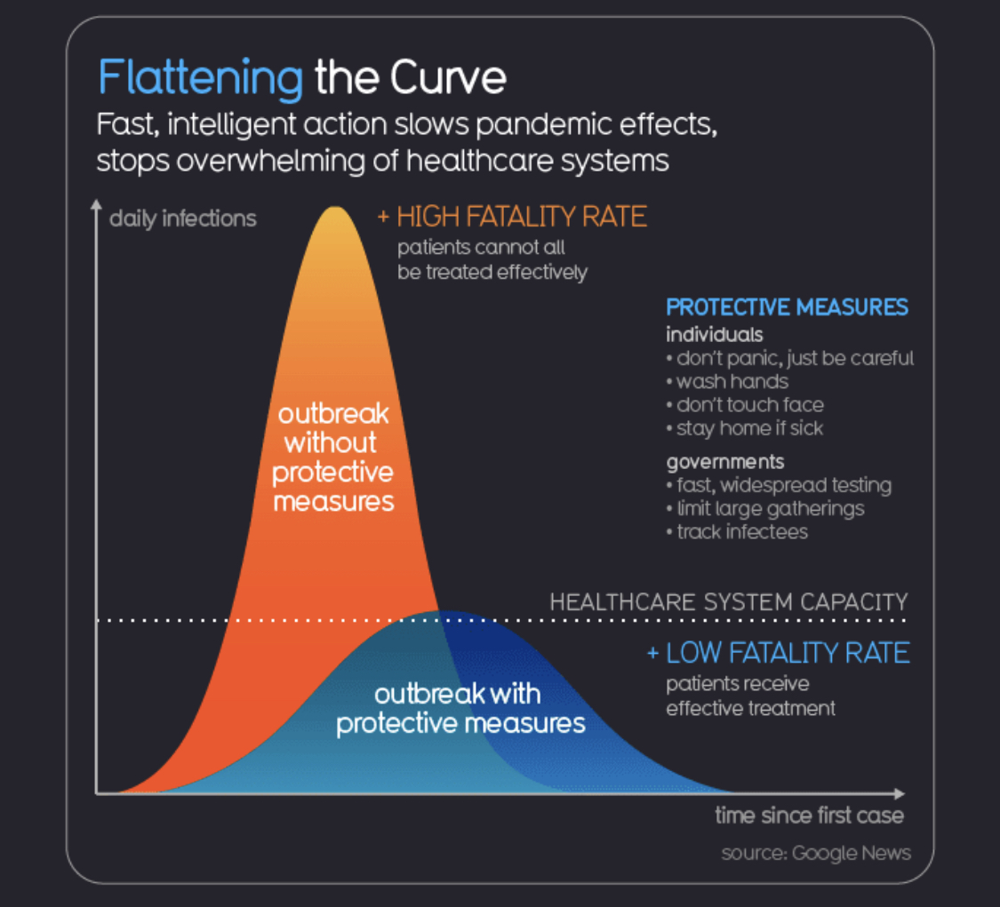 Flattening the Curve
Fast, intelligent action slows pandemic effects,
stops overwhelming of healthcare systems
daily infections
+ HIGH FATALITY RATE
patients cannot all
be treated effectively
PROTECTIVE MEASURES
individuals
• don't panic, just be careful
• wash hands
• don't touch face
• stay home if sick
governments
• fast, widespread testing
• limit large gatherings
• track infectees
outbreak
without
protective
measures
HEALTHCARE SYSTEM CAPACITY
+ LOW FATALITY RATE
patients receive
effective treatment
outbreak with
protective measures
time since first case
source: Google News